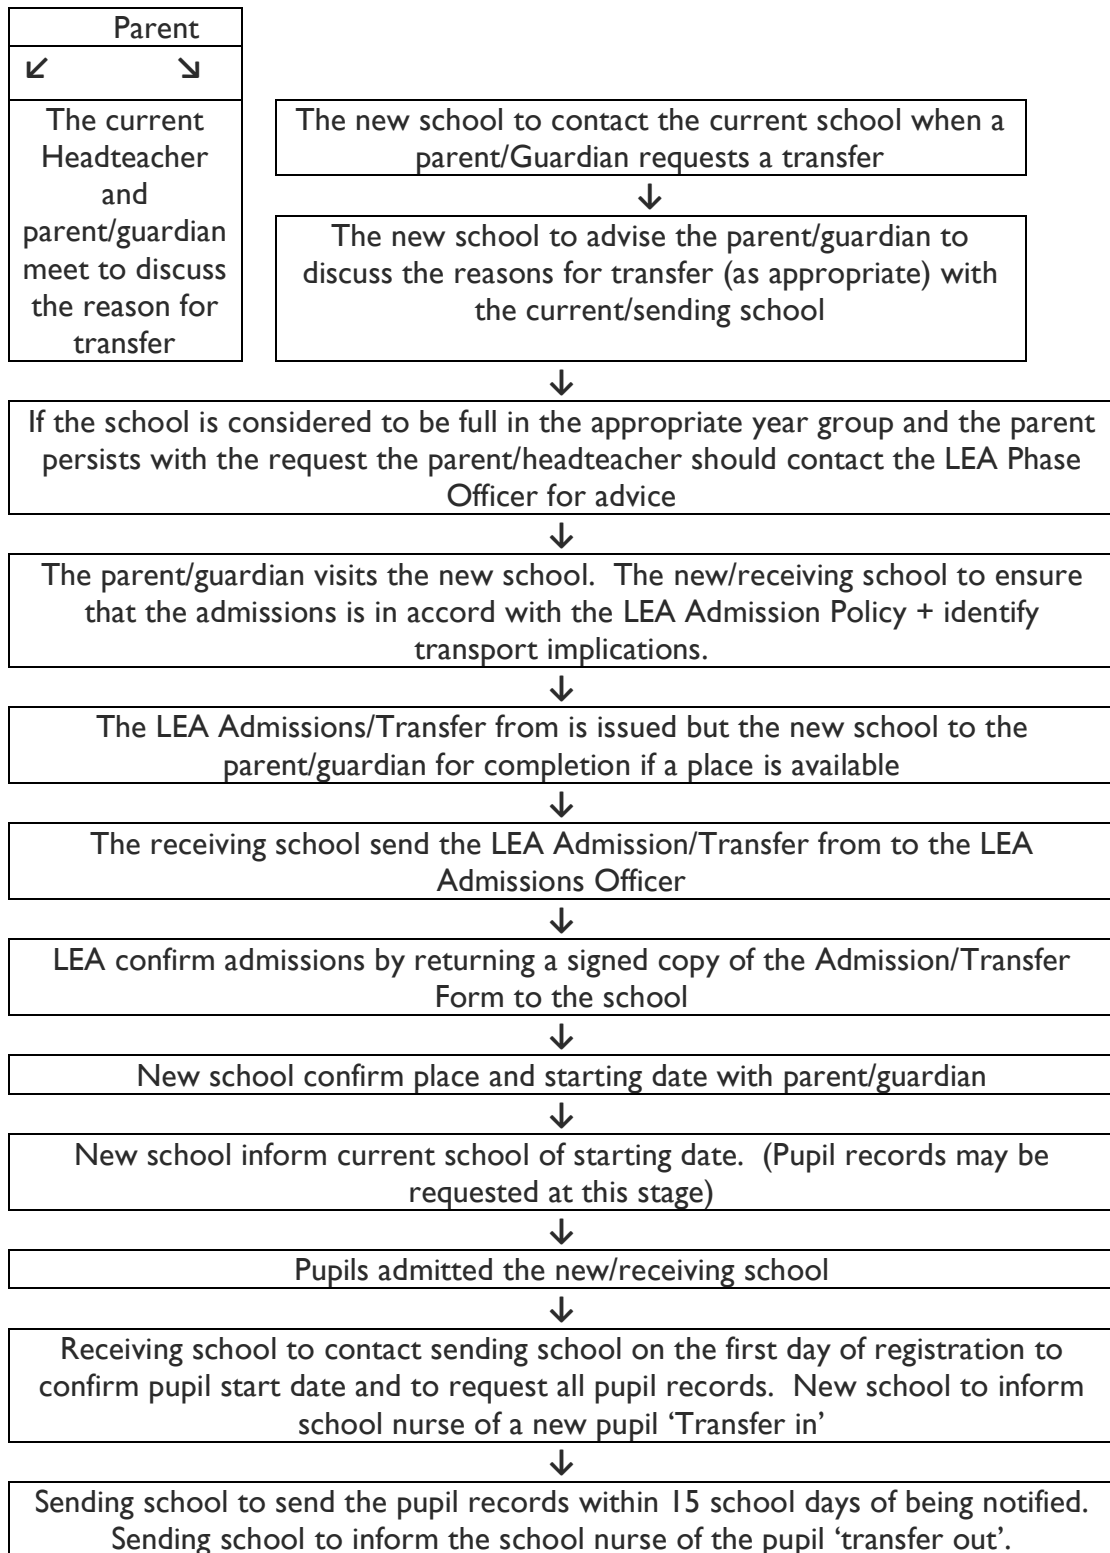 Parent
↙ ↘
The current
Headteacher
and
parent/guardian
meet to discuss
the reason for
transfer
The new school to contact the current school when a
parent/Guardian requests a transfer
↓
The new school to advise the parent/guardian to
discuss the reasons for transfer (as appropriate) with
the current/sending school
↓
If the school is considered to be full in the appropriate year group and the parent
persists with the request the parent/headteacher should contact the LEA Phase
Officer for advice
↓
The parent/guardian visits the new school.  The new/receiving school to ensure
that the admissions is in accord with the LEA Admission Policy + identify
transport implications.
↓
The LEA Admissions/Transfer from is issued but the new school to the
parent/guardian for completion if a place is available
↓
The receiving school send the LEA Admission/Transfer from to the LEA
Admissions Officer
↓
LEA confirm admissions by returning a signed copy of the Admission/Transfer
Form to the school
↓
New school confirm place and starting date with parent/guardian
↓
New school inform current school of starting date.  (Pupil records may be
requested at this stage)
↓
Pupils admitted the new/receiving school
↓
Receiving school to contact sending school on the first day of registration to
confirm pupil start date and to request all pupil records.  New school to inform
school nurse of a new pupil ‘Transfer in’
↓
Sending school to send the pupil records within 15 school days of being notified.
Sending school to inform the school nurse of the pupil ‘transfer out’.